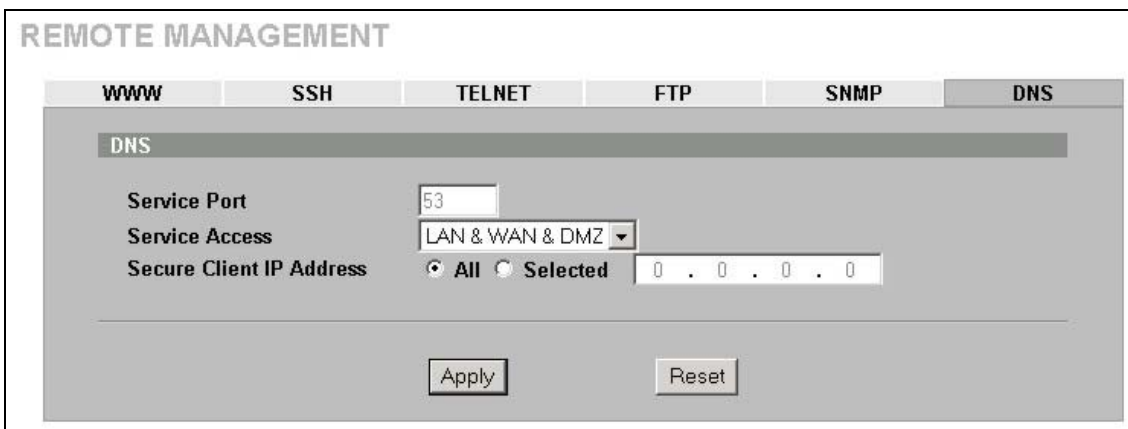 REMOTE MANAGEMENT
WWW SSH TELNET FTP SNMP DNS
DNS
Service Port 53
Service Access LAN & WAN & DMZ
Secure Client IP Address All Selected 0 . 0 . 0 . 0
Apply Reset